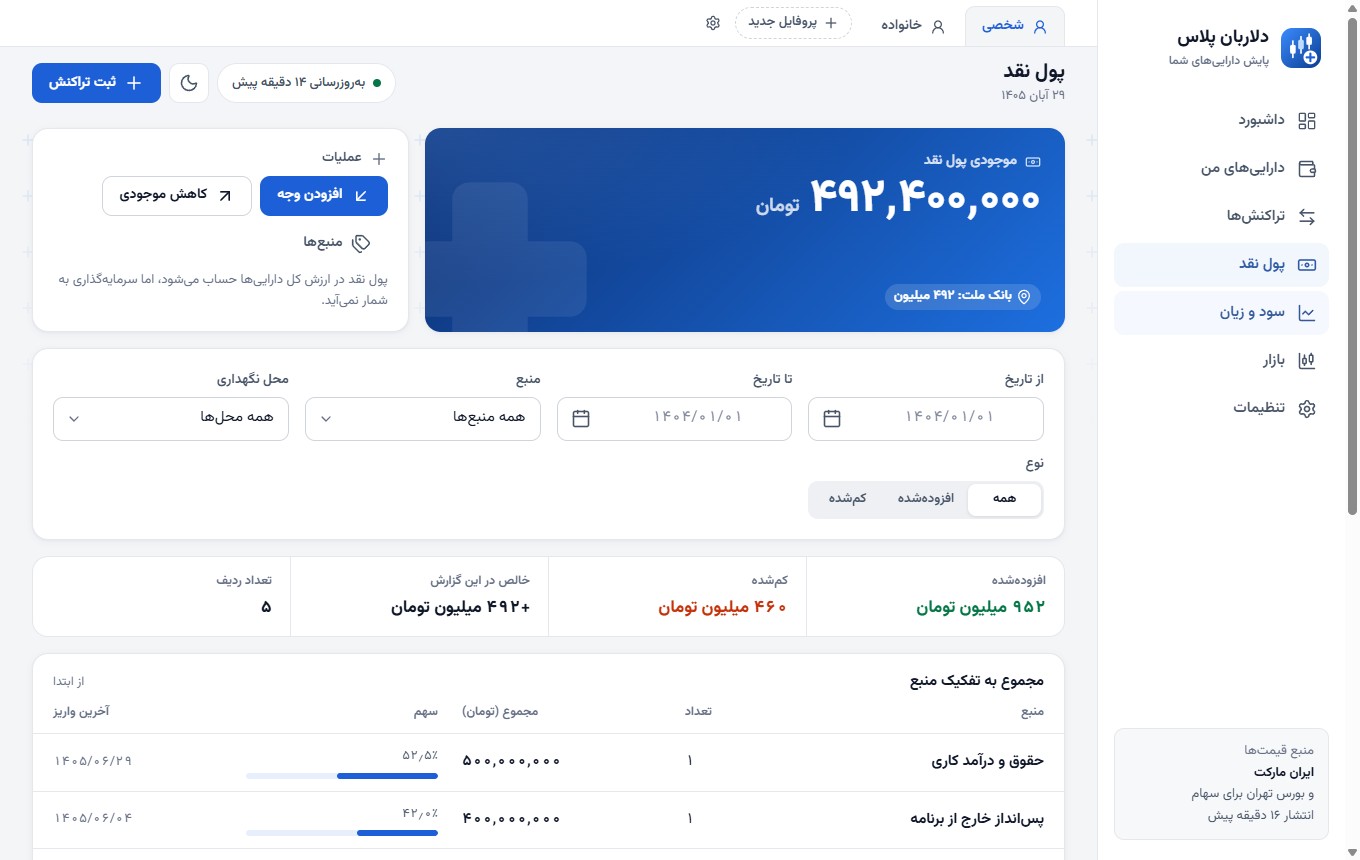 دلاربان پلاس
پایش دارایی‌های شما
داشبورد
دارایی‌های من
تراکنش‌ها
پول نقد
سود و زیان
بازار
تنظیمات
منبع قیمت‌ها
ایران مارکت
و بورس تهران برای سهام
انتشار ۱۶ دقیقه پیش
شخصی
خانواده
پروفایل جدید
پول نقد
۲۹ آبان ۱۴۰۵
به‌روزرسانی ۱۴ دقیقه پیش
ثبت تراکنش
موجودی پول نقد
۴۹۲,۴۰۰,۰۰۰ تومان
بانک ملت: ۴۹۲ میلیون
عملیات
افزودن وجه
کاهش موجودی
منبع‌ها
پول نقد در ارزش کل دارایی‌ها حساب می‌شود، اما سرمایه‌گذاری به
شمار نمی‌آید.
از تاریخ
تا تاریخ
منبع
محل نگهداری
۱۴۰۴/۰۱/۰۱
۱۴۰۴/۰۱/۰۱
همه منبع‌ها
همه محل‌ها
نوع
همه
افزوده‌شده
کم‌شده
افزوده‌شده
۹۵۲ میلیون تومان
کم‌شده
۴۶۰ میلیون تومان
خالص در این گزارش
+۴۹۲ میلیون تومان
تعداد ردیف
۵
مجموع به تفکیک منبع
از ابتدا
منبع تعداد مجموع (تومان) سهم آخرین واریز
حقوق و درآمد کاری ۱ ۵۰۰,۰۰۰,۰۰۰ ۵۲٫۵٪ ۱۴۰۵/۰۶/۲۹
پس‌انداز خارج از برنامه ۱ ۴۰۰,۰۰۰,۰۰۰ ۴۲٫۰٪ ۱۴۰۵/۰۶/۰۴